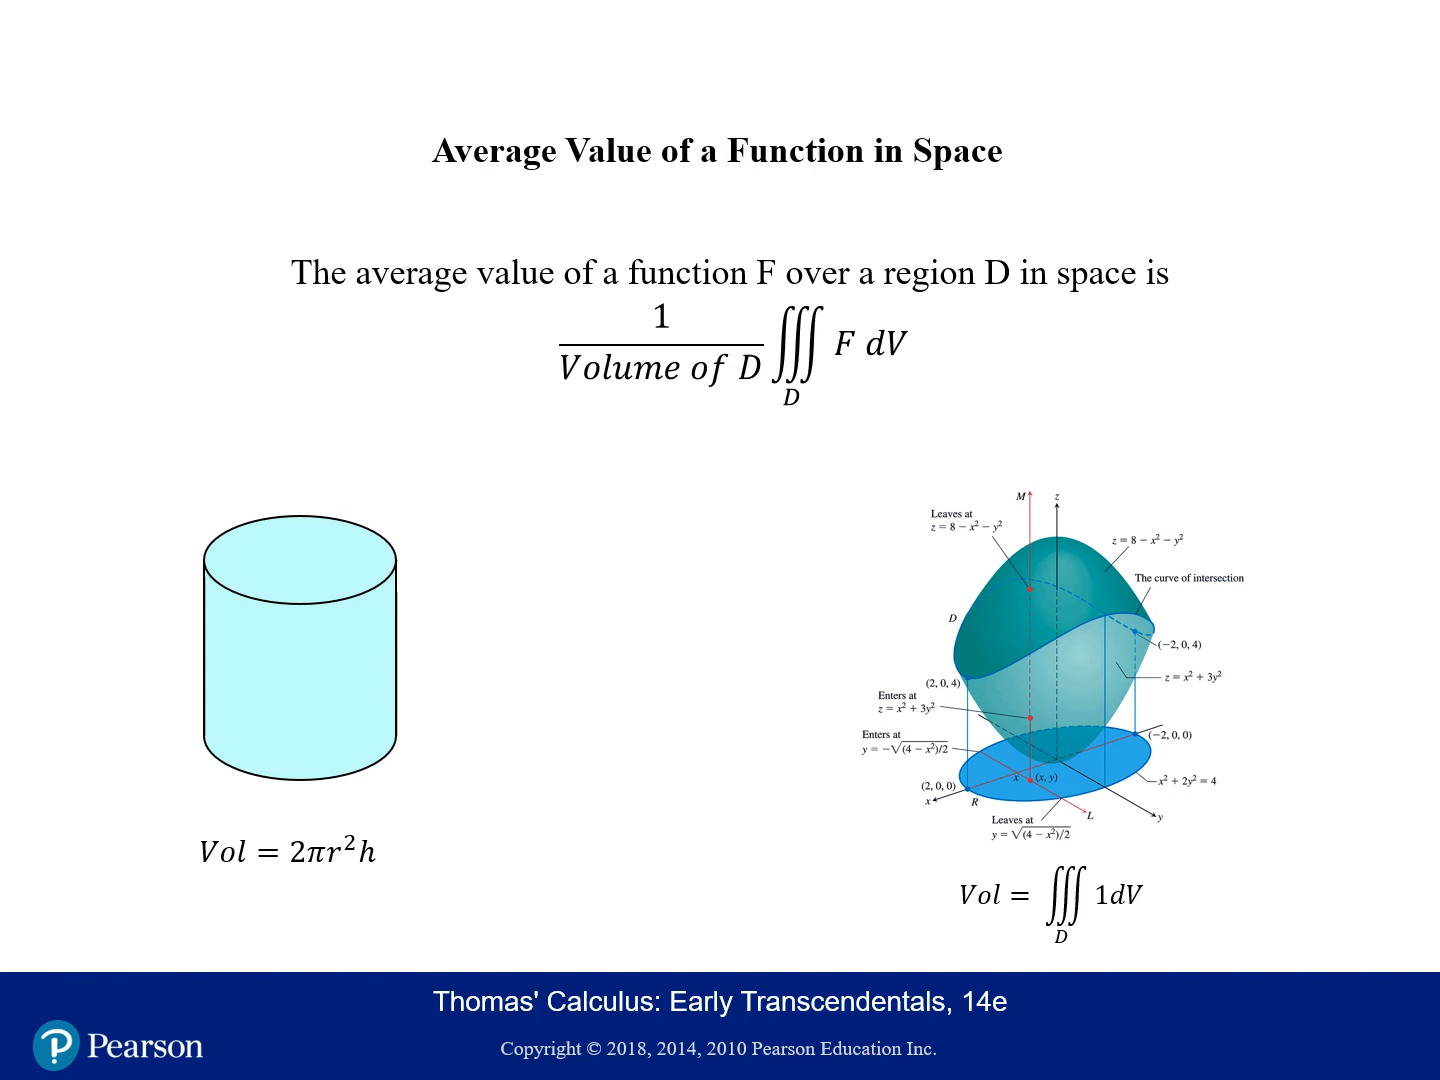 Average Value of a Function in Space
The average value of a function F over a region D in space is
1
Volume of D
∭ F dV
D
M
z
Leaves at
z = 8 − x² − y²
z = 8 − x² − y²
The curve of intersection
D
(−2, 0, 4)
z = x² + 3y²
(2, 0, 4)
Enters at
z = x² + 3y²
Enters at
y = −√(4 − x²)/2
(−2, 0, 0)
x
(x, y)
x² + 2y² = 4
(2, 0, 0)
x
R
L
y
Leaves at
y = √(4 − x²)/2
Vol = 2πr²h
Vol = ∭ 1dV
D
Thomas' Calculus: Early Transcendentals, 14e
Pearson
Copyright © 2018, 2014, 2010 Pearson Education Inc.